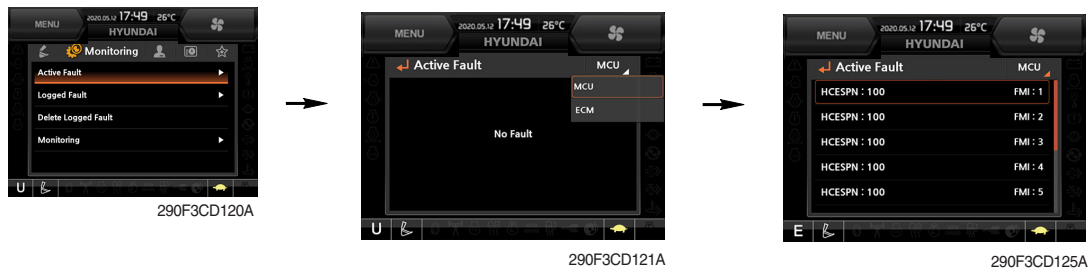 MENU
2020.05.12 17:49 26°C
HYUNDAI
Monitoring
Active Fault
Logged Fault
Delete Logged Fault
Monitoring
U
290F3CD120A
MENU
2020.05.12 17:49 26°C
HYUNDAI
Active Fault MCU
MCU
ECM
No Fault
U
290F3CD121A
MENU
2020.05.12 17:49 26°C
HYUNDAI
Active Fault MCU
HCESPN : 100 FMI : 1
HCESPN : 100 FMI : 2
HCESPN : 100 FMI : 3
HCESPN : 100 FMI : 4
HCESPN : 100 FMI : 5
E
290F3CD125A